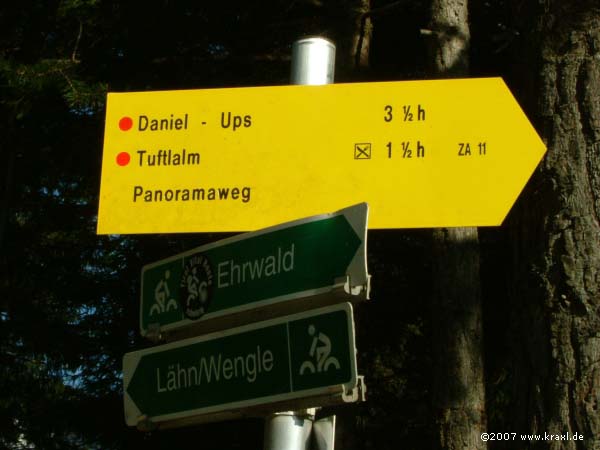 Daniel - Ups 3 ½ h
Tuftlalm 1 ½ h ZA 11
Panoramaweg
Ehrwald
Lähn/Wengle
©2007 www.kraxl.de